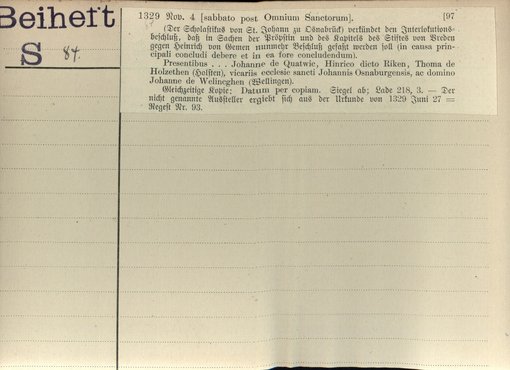 Beiheft
S 84.
1329 Nov. 4 [sabbato post Omnium Sanctorum]. [97
(Der Scholastikus von St. Johann zu Osnabrück) verkündet den Interlokutions-
beschluß, daß in Sachen der Pröpstin und des Kapitels des Stiftes von Vreden
gegen Heinrich von Gemen nunmehr Beschluß gefaßt werden soll (in causa prin-
cipali concludi debere et in ea fore concludendum).
Presentibus . . . Johanne de Quatwic, Hinrico dicto Riken, Thoma de
Holzethen (Holsten), vicariis ecclesie sancti Johannis Osnaburgensis, ac domino
Johanne de Welineghen (Wellingen).
Gleichzeitige Kopie: Datum per copiam. Siegel ab; Lade 218, 3. — Der
nicht genannte Aussteller ergiebt sich aus der Urkunde von 1329 Juni 27 =
Regest Nr. 93.